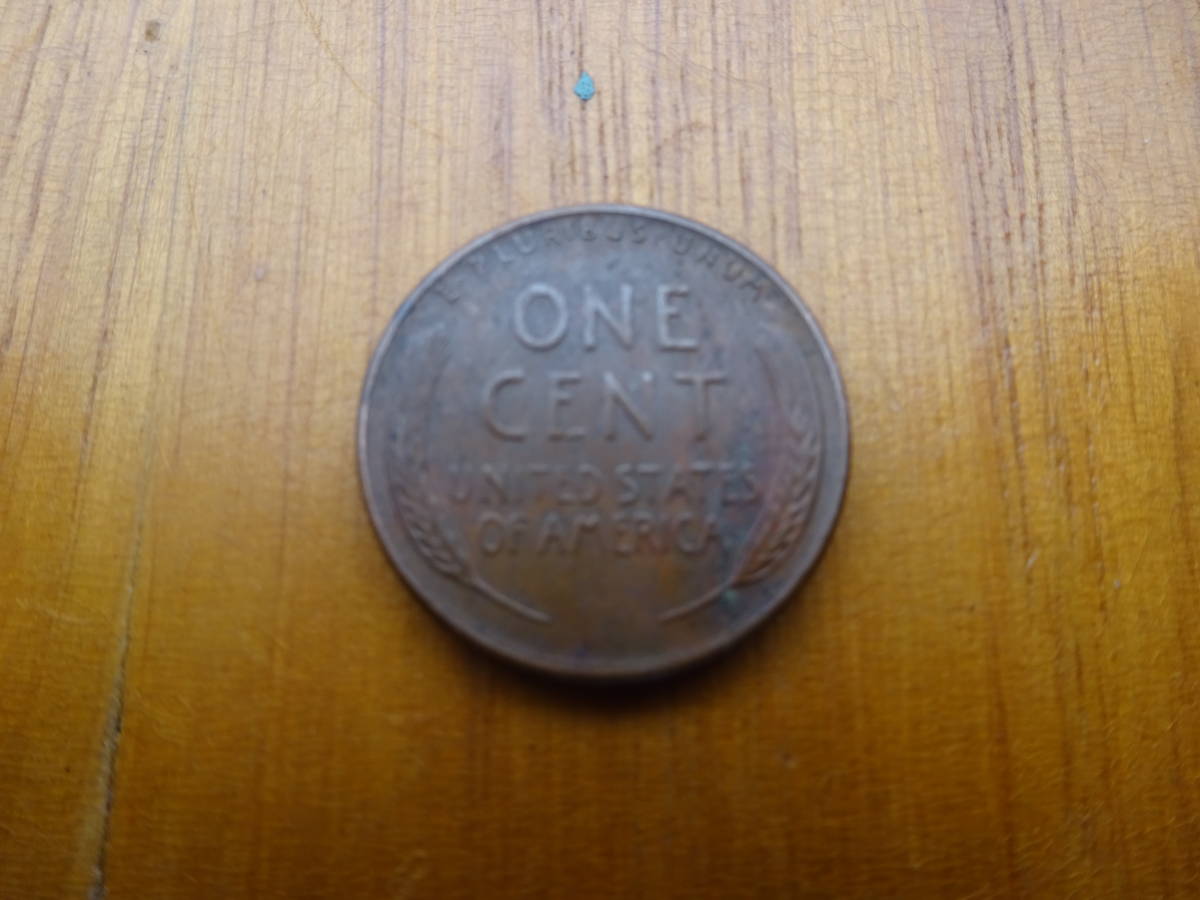 E·PLURIBUS·UNUM
ONE
CENT
UNITED STATES
OF AMERICA